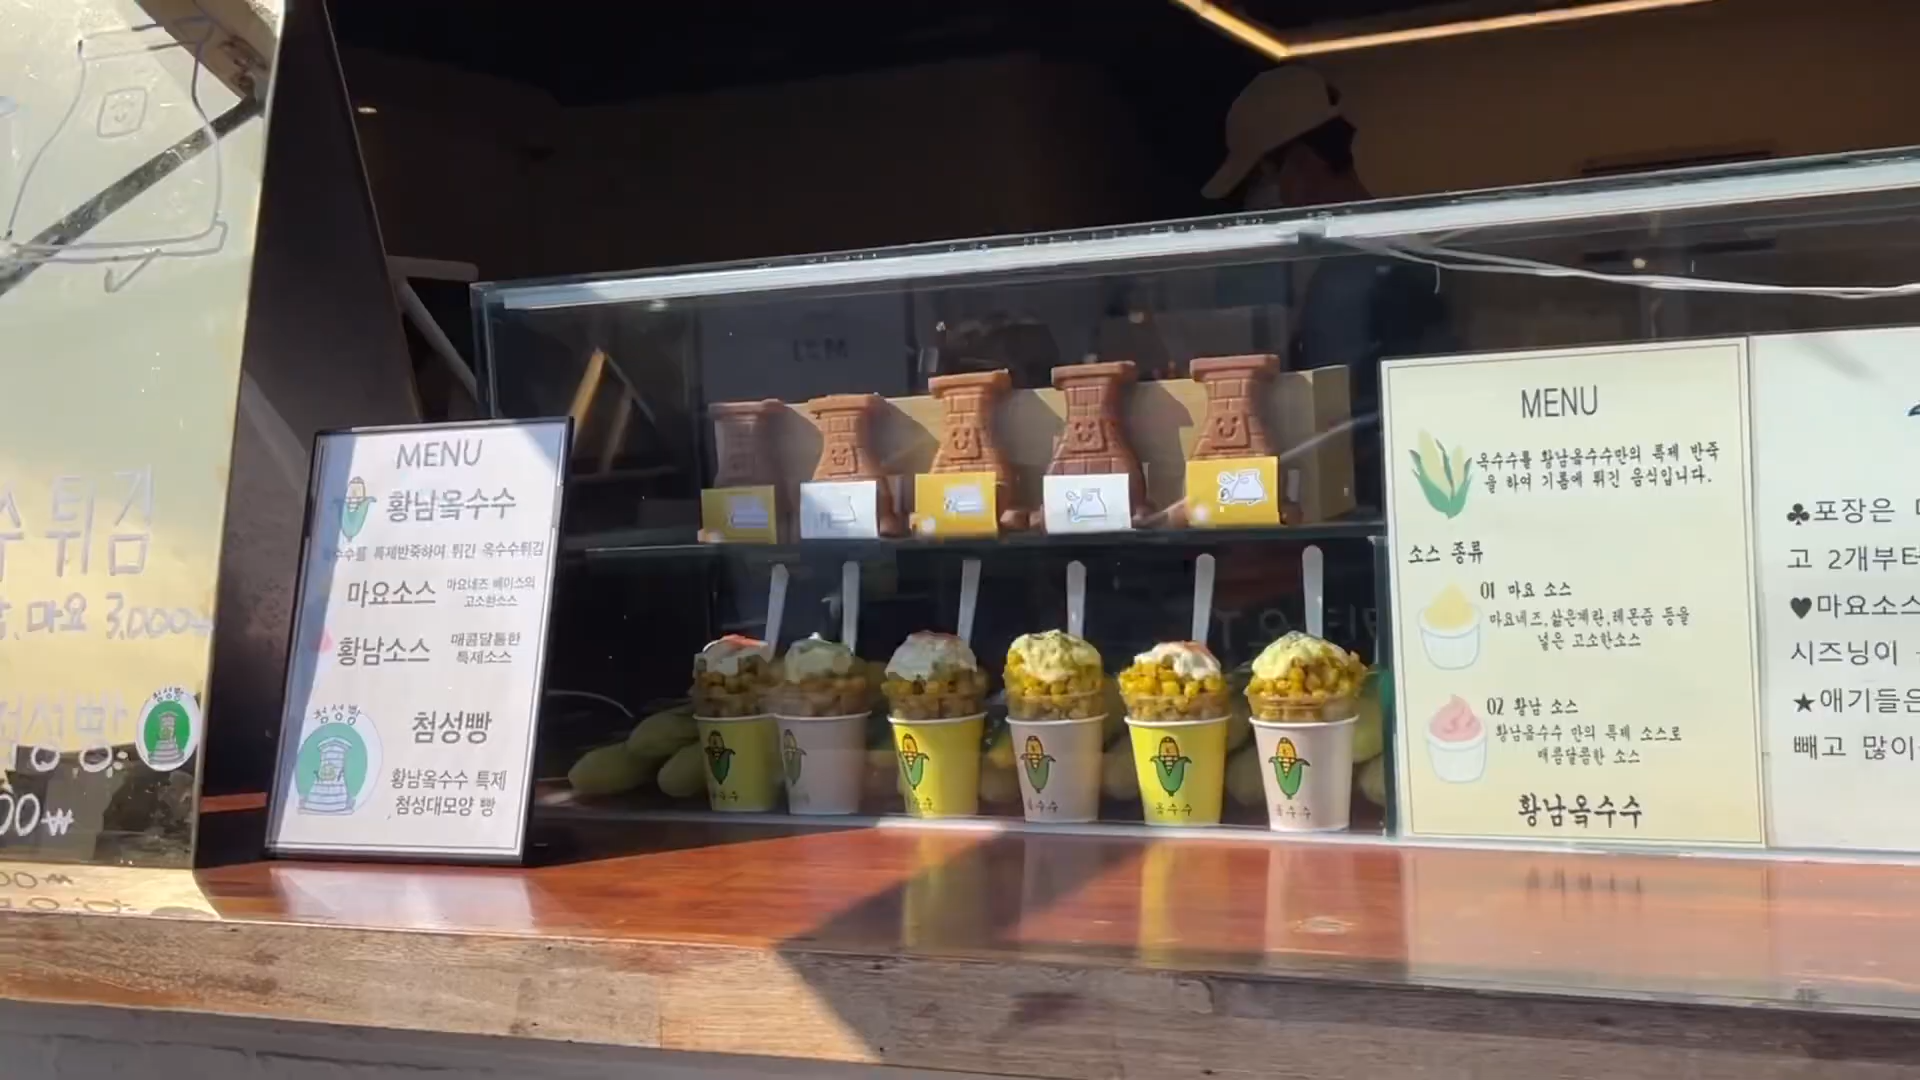 튀김
마요 3,000
첨성빵
00₩
MENU
황남옥수수
옥수수를 특제반죽하여 튀긴 옥수수튀김
마요소스
마요네즈 베이스의
고소한소스
황남소스
매콤달톰한
특제소스
첨성빵
첨성빵
황남옥수수 특제
첨성대모양 빵
옥수수
옥수수
옥수수
옥수수
MENU
옥수수를 황남옥수수만의 특제 반죽
을 하여 기름에 튀긴 음식입니다.
소스 종류
01 마요 소스
마요네즈,삶은계란,레몬즙 등을
넣은 고소한소스
02 황남 소스
황남옥수수 만의 특제 소스로
매콤달콤한 소스
황남옥수수
♣포장은
고 2개부터
♥마요소스
시즈닝이
★애기들은
빼고 많이